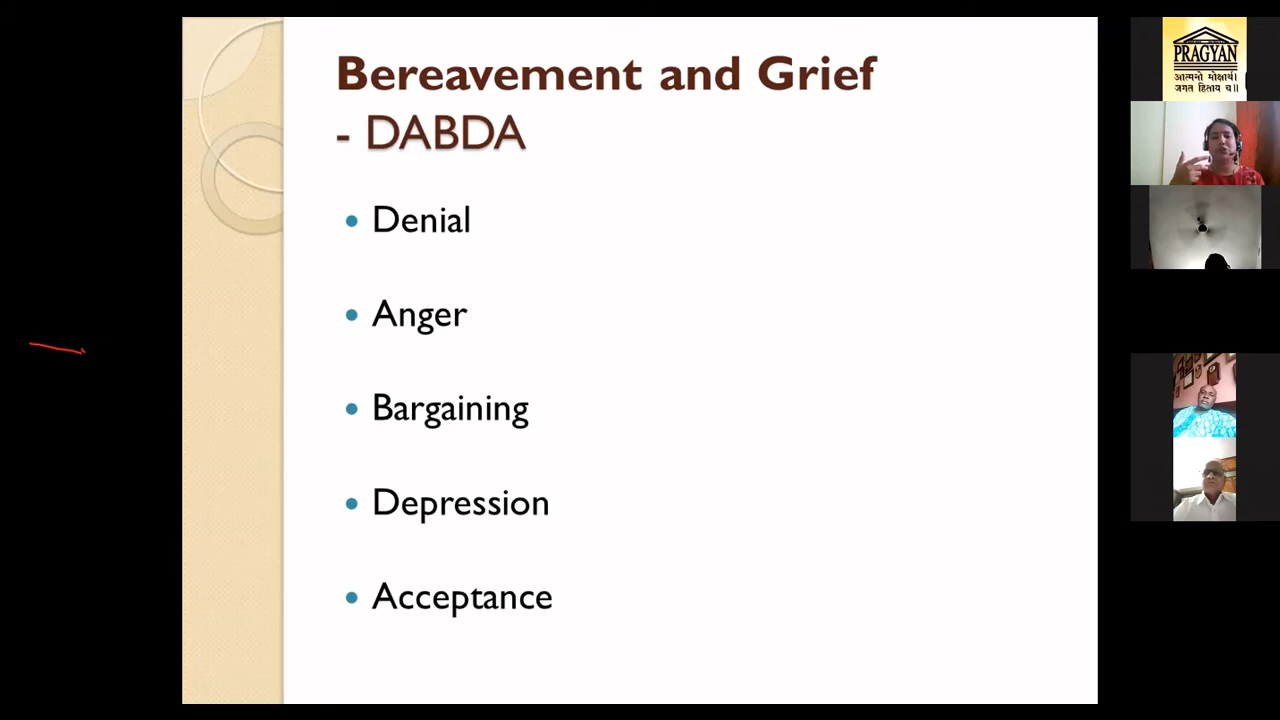 Bereavement and Grief
- DABDA
• Denial
• Anger
• Bargaining
• Depression
• Acceptance
PRAGYAN
आत्मनो मोक्षार्थं
जगत हिताय च॥